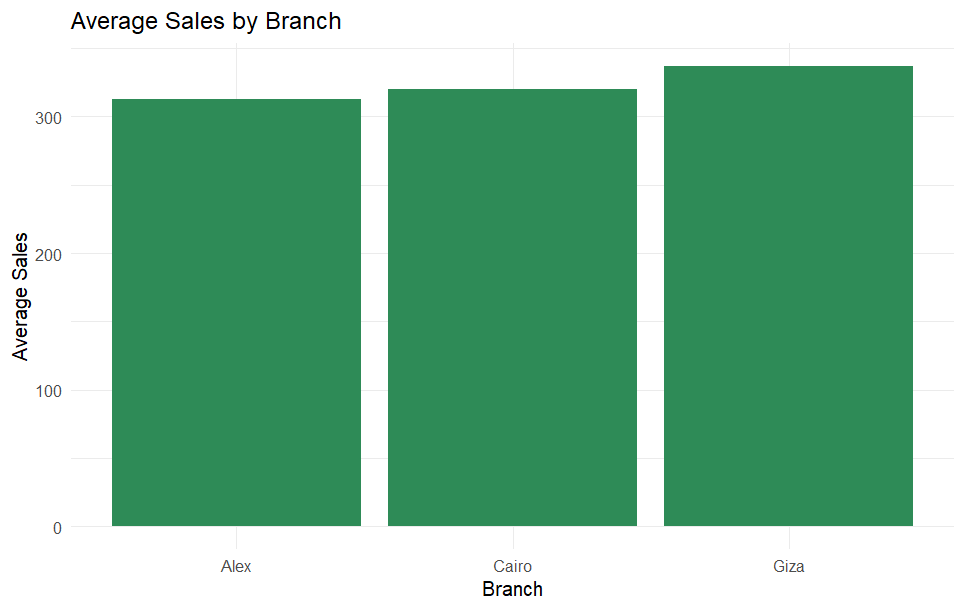 Average Sales by Branch
Average Sales
300
200
100
0
Alex
Cairo
Giza
Branch